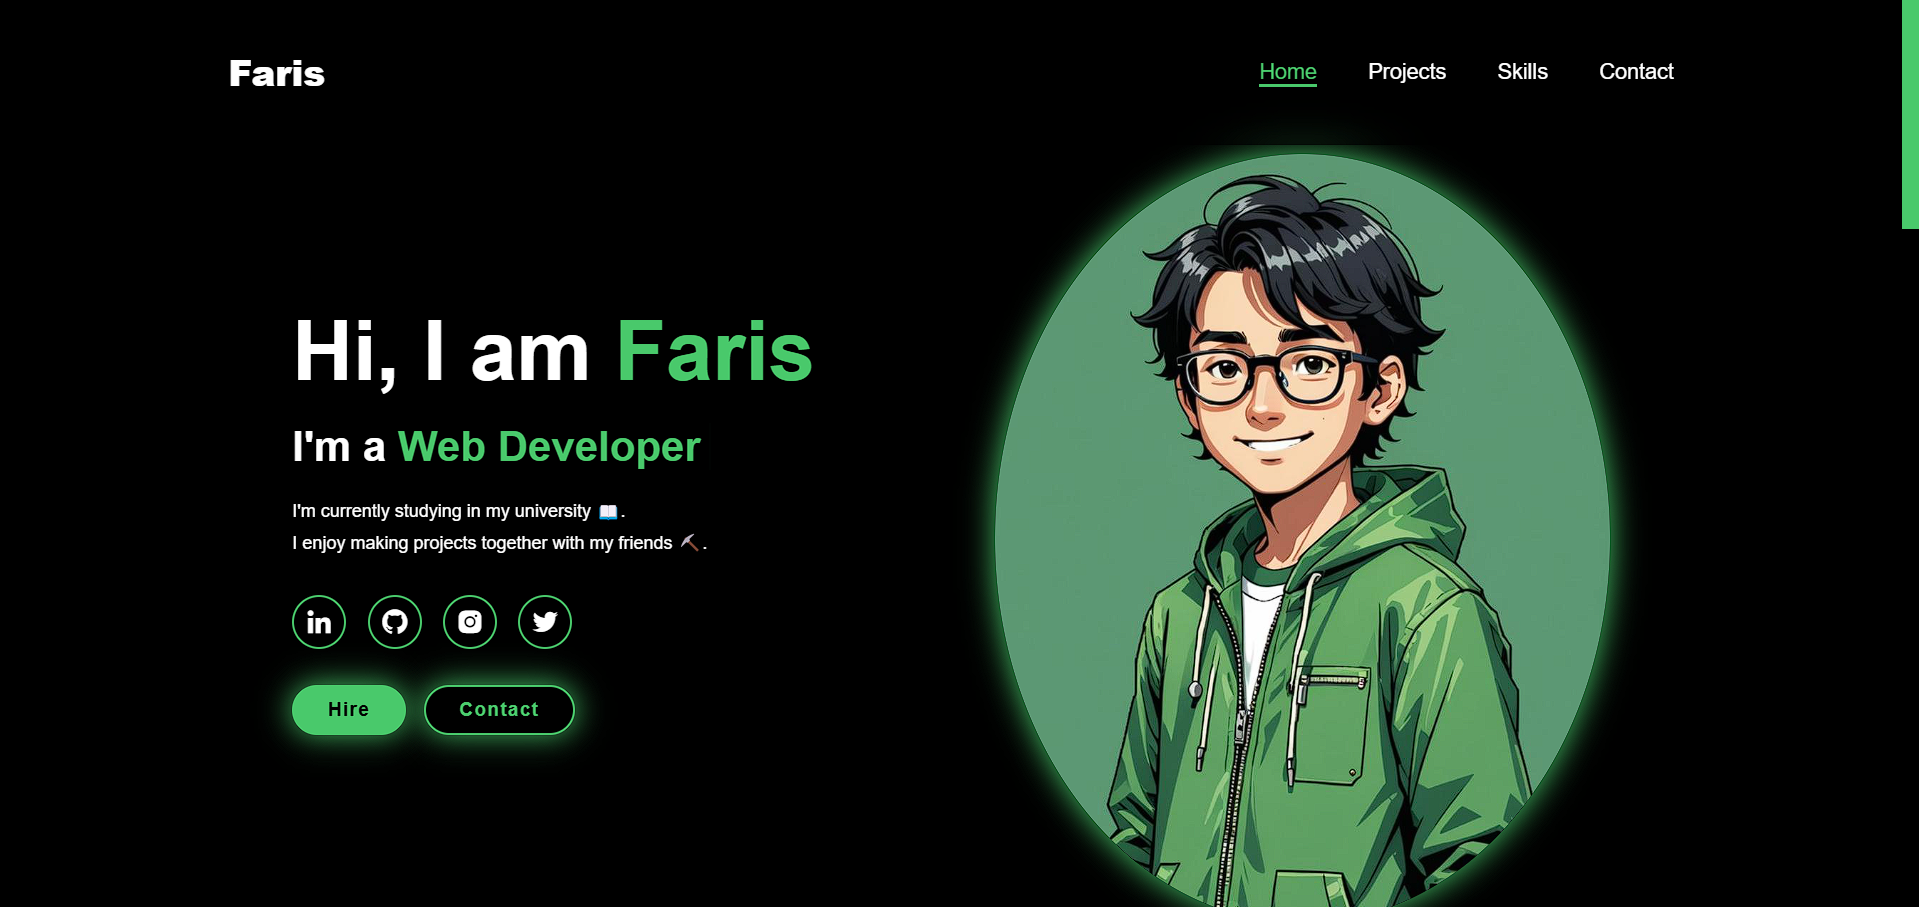 Faris
Home Projects Skills Contact
Hi, I am Faris
I'm a Web Developer
I'm currently studying in my university 📖.
I enjoy making projects together with my friends ⛏️.
Hire
Contact